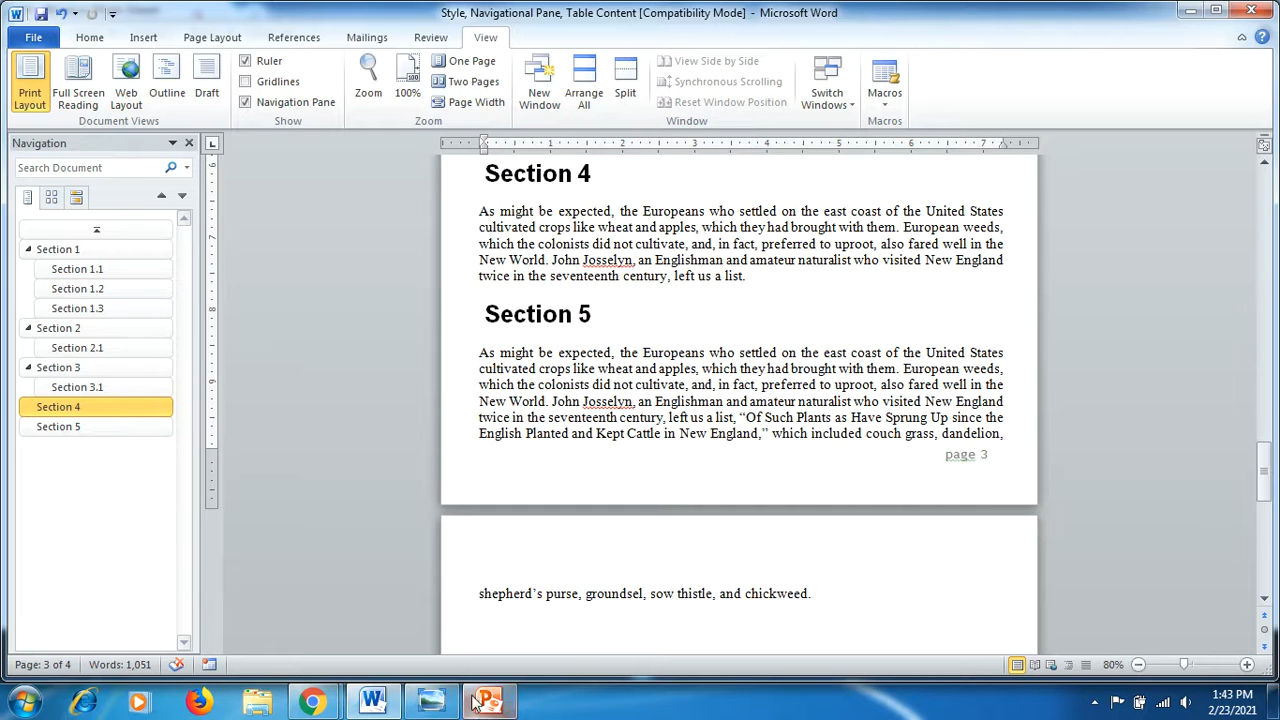 Style, Navigational Pane, Table Content [Compatibility Mode] - Microsoft Word
File Home Insert Page Layout References Mailings Review View
Print Layout
Full Screen Reading
Web Layout
Outline
Draft
Document Views
Ruler
Gridlines
Navigation Pane
Show
Zoom
100%
One Page
Two Pages
Page Width
Zoom
New Window
Arrange All
Split
View Side by Side
Synchronous Scrolling
Reset Window Position
Window
Switch Windows
Macros
Macros
Navigation
Search Document
Section 1
Section 1.1
Section 1.2
Section 1.3
Section 2
Section 2.1
Section 3
Section 3.1
Section 4
Section 5
1 2 3 4 5 6 7
Section 4
As might be expected, the Europeans who settled on the east coast of the United States
cultivated crops like wheat and apples, which they had brought with them. European weeds,
which the colonists did not cultivate, and, in fact, preferred to uproot, also fared well in the
New World. John Josselyn, an Englishman and amateur naturalist who visited New England
twice in the seventeenth century, left us a list.
Section 5
As might be expected, the Europeans who settled on the east coast of the United States
cultivated crops like wheat and apples, which they had brought with them. European weeds,
which the colonists did not cultivate, and, in fact, preferred to uproot, also fared well in the
New World. John Josselyn, an Englishman and amateur naturalist who visited New England
twice in the seventeenth century, left us a list, “Of Such Plants as Have Sprung Up since the
English Planted and Kept Cattle in New England,” which included couch grass, dandelion,
page 3
shepherd’s purse, groundsel, sow thistle, and chickweed.
Page: 3 of 4 Words: 1,051
80%
1:43 PM
2/23/2021